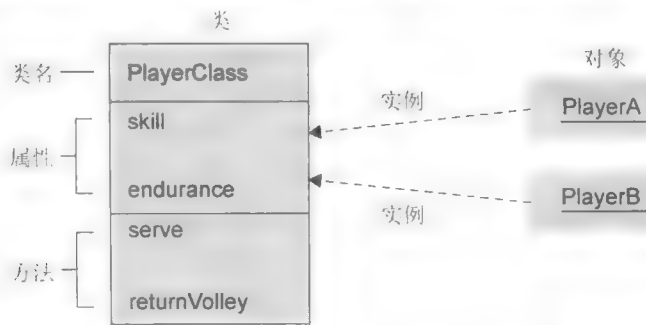 类
类名
PlayerClass
对象
实例
PlayerA
skill
属性
endurance
PlayerB
实例
serve
方法
returnVolley